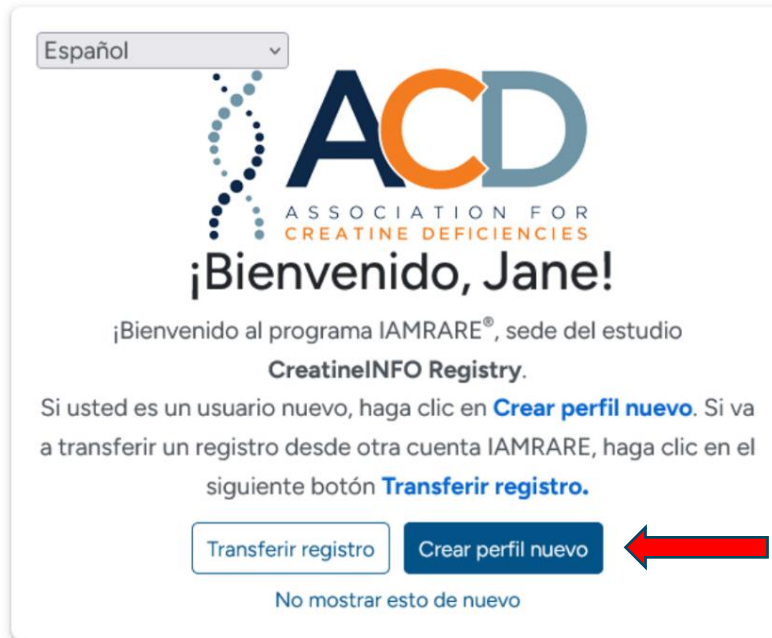 Español
ACD
ASSOCIATION FOR
CREATINE DEFICIENCIES
¡Bienvenido, Jane!
¡Bienvenido al programa IAMRARE®, sede del estudio
CreatineINFO Registry.
Si usted es un usuario nuevo, haga clic en Crear perfil nuevo. Si va
a transferir un registro desde otra cuenta IAMRARE, haga clic en el
siguiente botón Transferir registro.
Transferir registro Crear perfil nuevo
No mostrar esto de nuevo